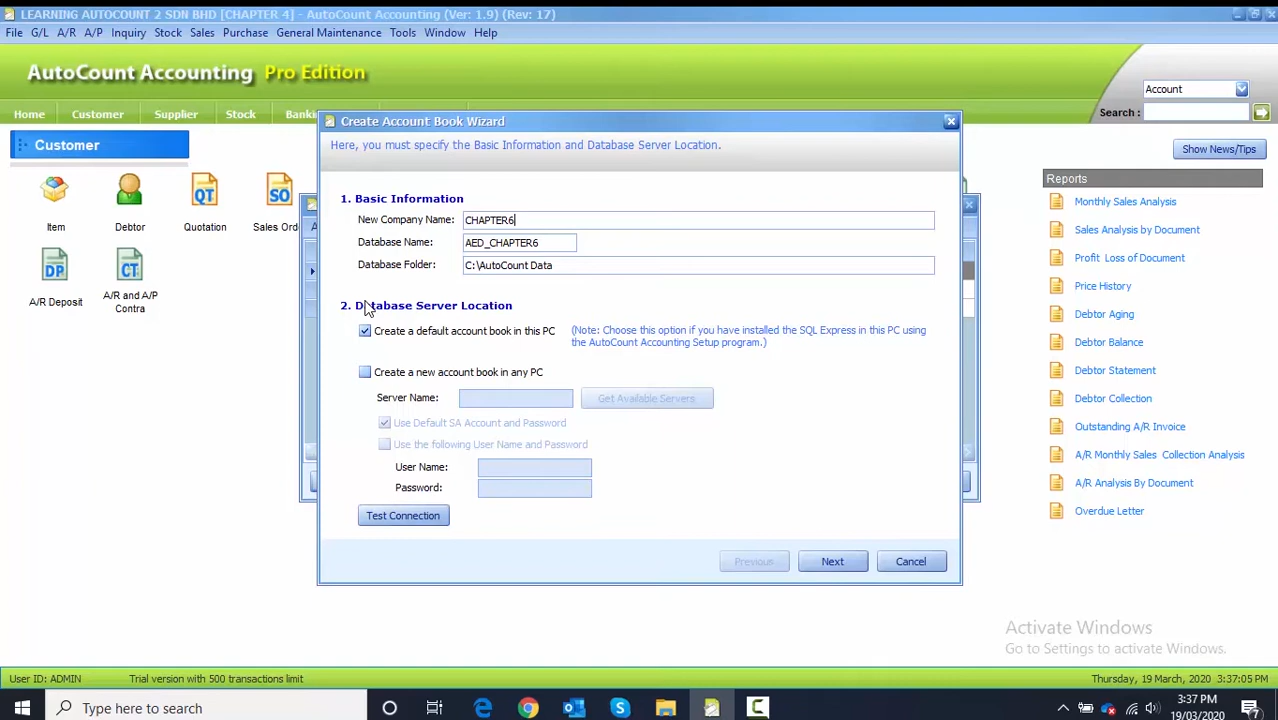 LEARNING AUTOCOUNT 2 SDN BHD [CHAPTER 4] - AutoCount Accounting (Ver: 1.9) (Rev: 17)
File G/L A/R A/P Inquiry Stock Sales Purchase General Maintenance Tools Window Help
AutoCount Accounting Pro Edition
Account
Search :
Home Customer Supplier Stock
Show News/Tips
Customer
Item
Debtor
Quotation
A/R Deposit
A/R and A/P
Contra
Create Account Book Wizard
Here, you must specify the Basic Information and Database Server Location.
1. Basic Information
New Company Name: CHAPTER6
Database Name: AED_CHAPTER6
Database Folder: C:\AutoCount Data
2. Database Server Location
Create a default account book in this PC
(Note: Choose this option if you have installed the SQL Express in this PC using
the AutoCount Accounting Setup program.)
Create a new account book in any PC
Server Name: Get Available Servers
Use Default SA Account and Password
Use the following User Name and Password
User Name:
Password:
Test Connection
Previous Next Cancel
Reports
Monthly Sales Analysis
Sales Analysis by Document
Profit Loss of Document
Price History
Debtor Aging
Debtor Balance
Debtor Statement
Debtor Collection
Outstanding A/R Invoice
A/R Monthly Sales Collection Analysis
A/R Analysis By Document
Overdue Letter
Activate Windows
Go to Settings to activate Windows.
User ID: ADMIN Trial version with 500 transactions limit Thursday, 19 March, 2020 3:37:05 PM
Type here to search
3:37 PM
19/03/2020